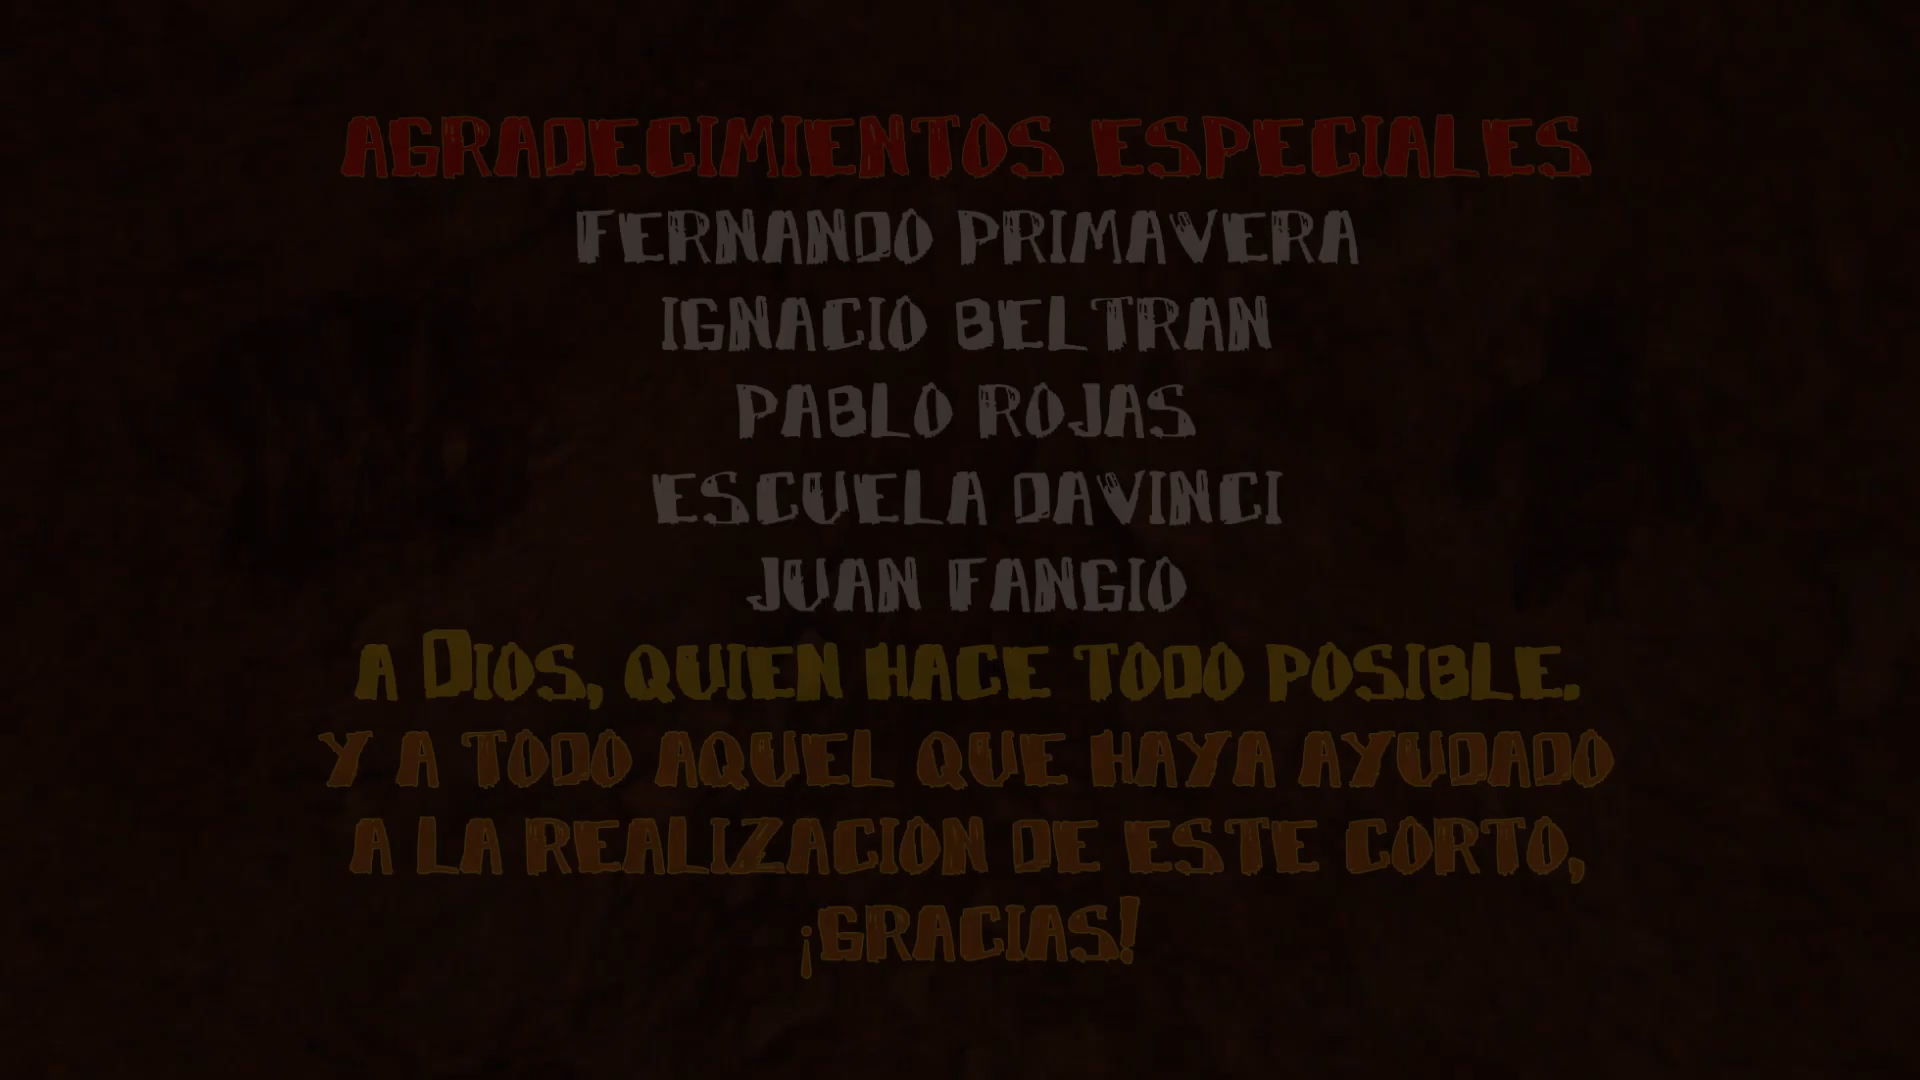 AGRADECIMIENTOS ESPECIALES
FERNANDO PRIMAVERA
IGNACIO BELTRAN
PABLO ROJAS
ESCUELA DAVINCI
JUAN FANGIO
A DIOS, QUIEN HACE TODO POSIBLE.
Y A TODO AQUEL QUE HAYA AYUDADO
A LA REALIZACION DE ESTE CORTO,
¡GRACIAS!